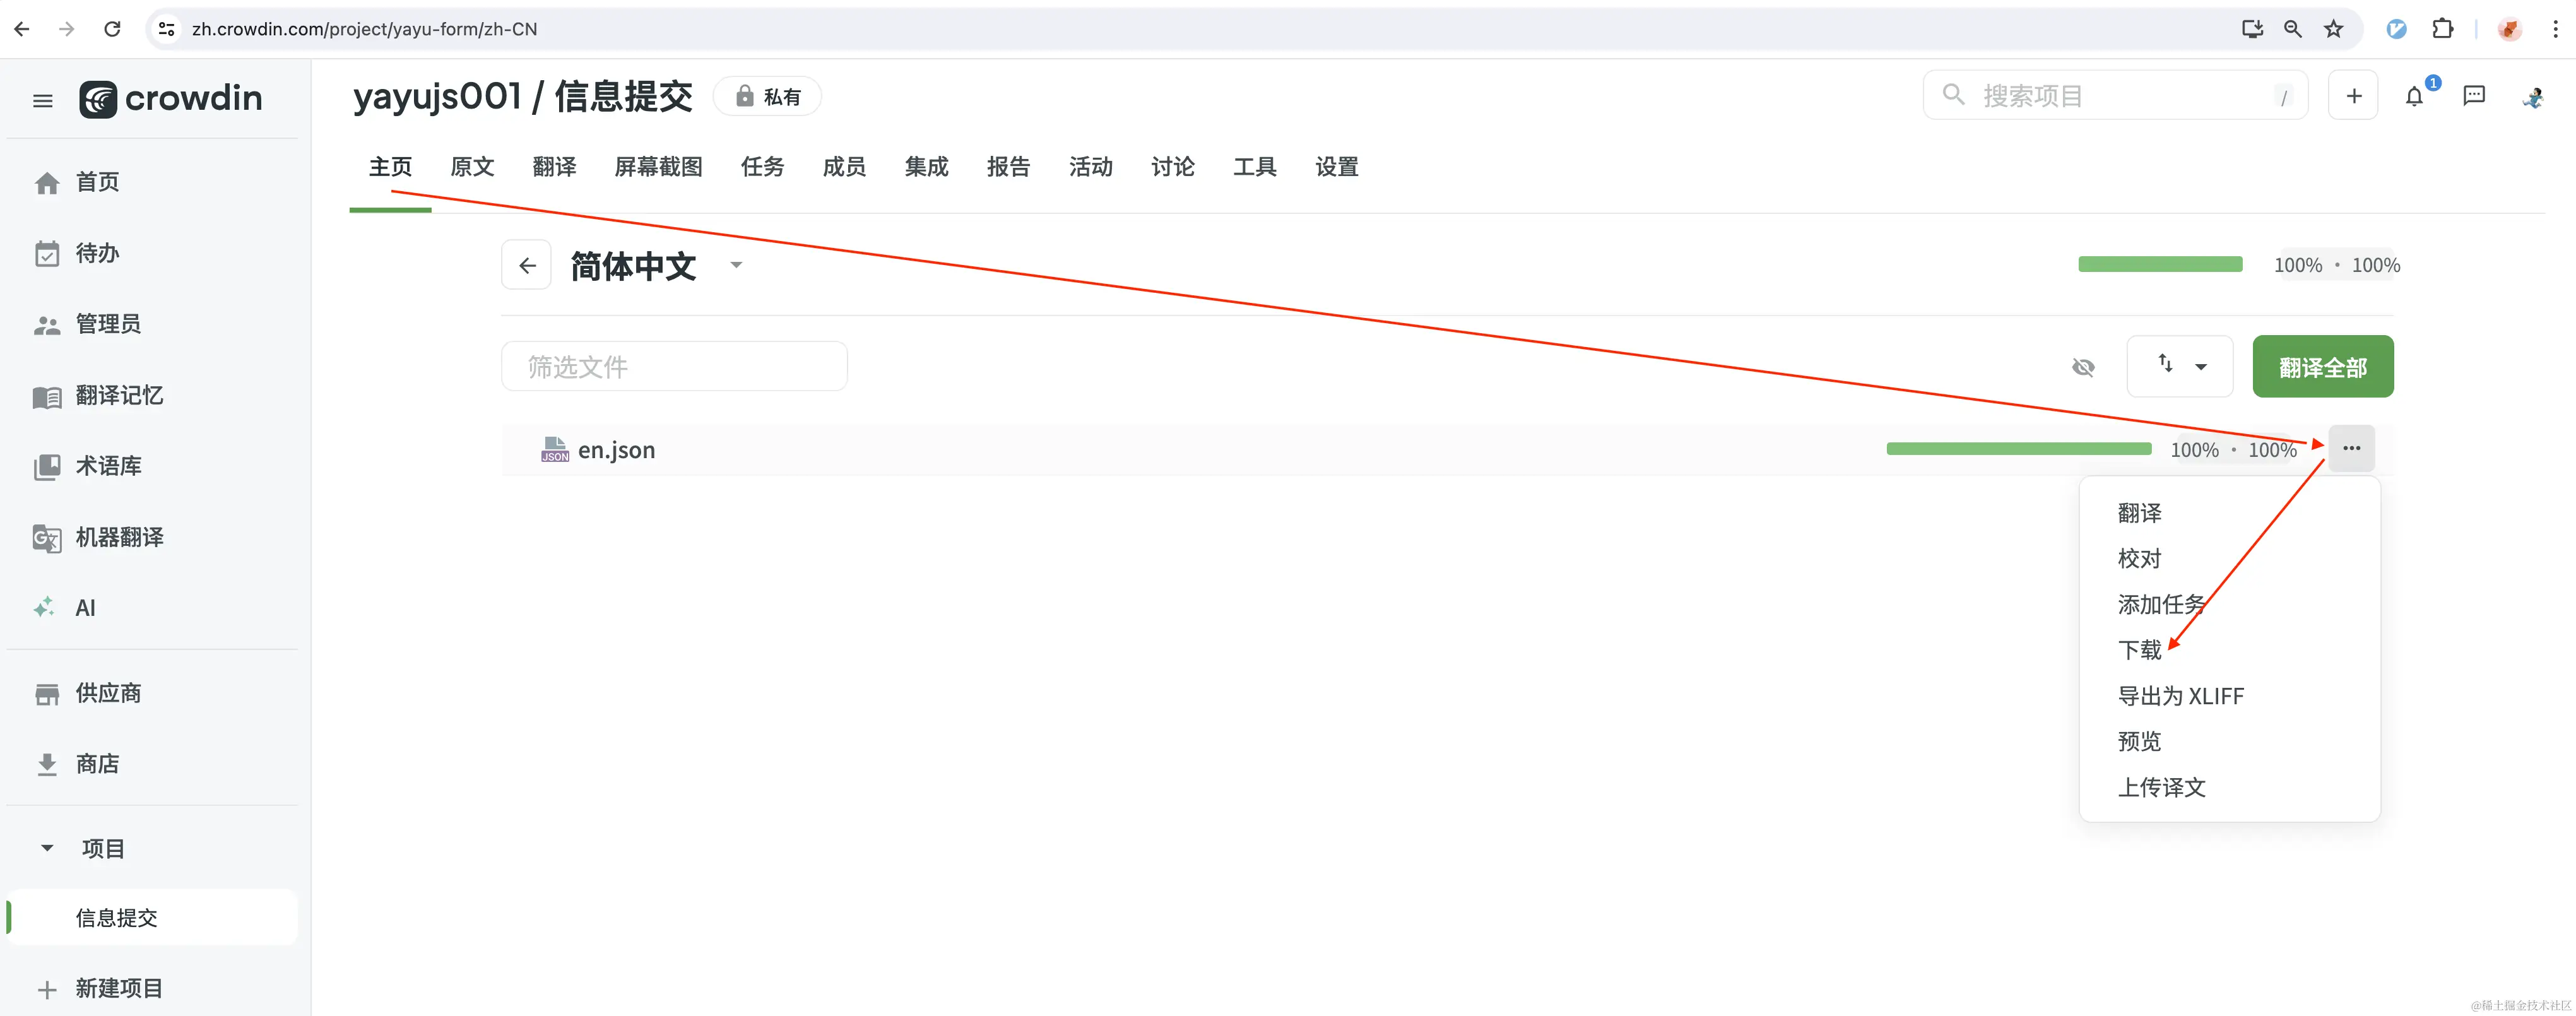 zh.crowdin.com/project/yayu-form/zh-CN
crowdin
yayujs001 / 信息提交
私有
搜索项目
/
1
主页
原文
翻译
屏幕截图
任务
成员
集成
报告
活动
讨论
工具
设置
首页
待办
管理员
翻译记忆
术语库
机器翻译
AI
供应商
商店
项目
信息提交
新建项目
简体中文
100% • 100%
筛选文件
翻译全部
JSON
en.json
100% • 100%
翻译
校对
添加任务
下载
导出为 XLIFF
预览
上传译文
@稀土掘金技术社区